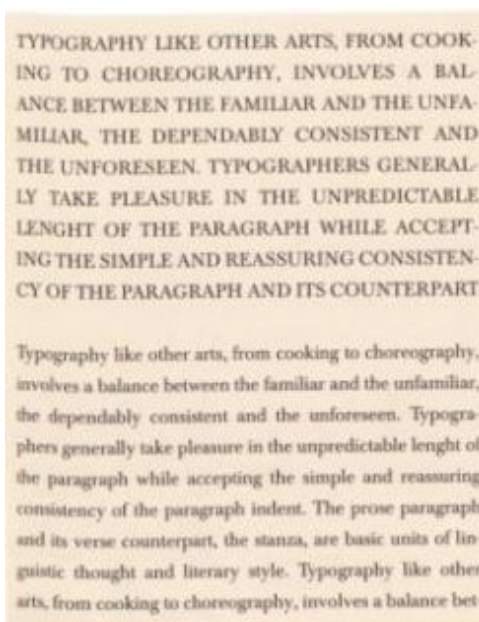 TYPOGRAPHY LIKE OTHER ARTS, FROM COOK-
ING TO CHOREOGRAPHY, INVOLVES A BAL-
ANCE BETWEEN THE FAMILIAR AND THE UNFA-
MILIAR, THE DEPENDABLY CONSISTENT AND
THE UNFORESEEN. TYPOGRAPHERS GENERAL-
LY TAKE PLEASURE IN THE UNPREDICTABLE
LENGHT OF THE PARAGRAPH WHILE ACCEPT-
ING THE SIMPLE AND REASSURING CONSISTEN-
CY OF THE PARAGRAPH AND ITS COUNTERPART
Typography like other arts, from cooking to choreography,
involves a balance between the familiar and the unfamiliar,
the dependably consistent and the unforeseen. Typogra-
phers generally take pleasure in the unpredictable lenght of
the paragraph while accepting the simple and reassuring
consistency of the paragraph indent. The prose paragraph
and its verse counterpart, the stanza, are basic units of lin-
guistic thought and literary style. Typography like other
arts, from cooking to choreography, involves a balance bet-